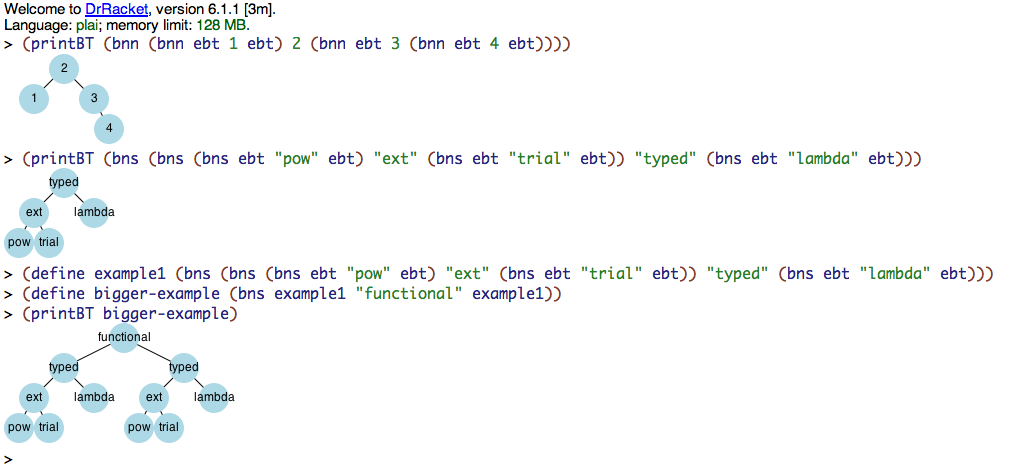 Welcome to DrRacket, version 6.1.1 [3m].
Language: plai; memory limit: 128 MB.
> (printBT (bnn (bnn ebt 1 ebt) 2 (bnn ebt 3 (bnn ebt 4 ebt))))
2
1 3
4
> (printBT (bns (bns (bns ebt "pow" ebt) "ext" (bns ebt "trial" ebt)) "typed" (bns ebt "lambda" ebt)))
typed
ext lambda
pow trial
> (define example1 (bns (bns (bns ebt "pow" ebt) "ext" (bns ebt "trial" ebt)) "typed" (bns ebt "lambda" ebt)))
> (define bigger-example (bns example1 "functional" example1))
> (printBT bigger-example)
functional
typed typed
ext lambda ext lambda
pow trial pow trial
>